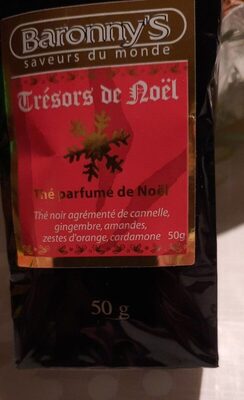 Baronny's
saveurs du monde
Trésors de Noël
Thé parfumé de Noël
Thé noir agrémenté de cannelle,
gingembre, amandes,
zestes d'orange, cardamone 50g
50 g